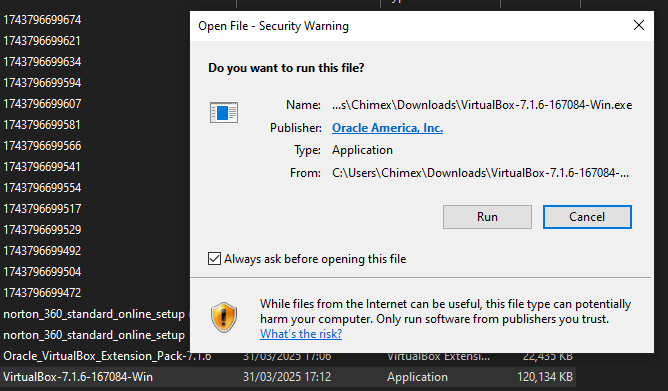 Type
1743796699674
1743796699621
1743796699634
1743796699594
1743796699607
1743796699581
1743796699566
1743796699541
1743796699554
1743796699517
1743796699529
1743796699492
1743796699504
1743796699472
norton_360_standard_online_setup
norton_360_standard_online_setup
Oracle_VirtualBox_Extension_Pack-7.1.6 31/03/2025 17:06 VirtualBox Extensi... 22,435 KB
VirtualBox-7.1.6-167084-Win 31/03/2025 17:12 Application 120,134 KB
Open File - Security Warning
Do you want to run this file?
Name: ...s\Chimex\Downloads\VirtualBox-7.1.6-167084-Win.exe
Publisher: Oracle America, Inc.
Type: Application
From: C:\Users\Chimex\Downloads\VirtualBox-7.1.6-167084-...
Run Cancel
Always ask before opening this file
While files from the Internet can be useful, this file type can potentially
harm your computer. Only run software from publishers you trust.
What's the risk?